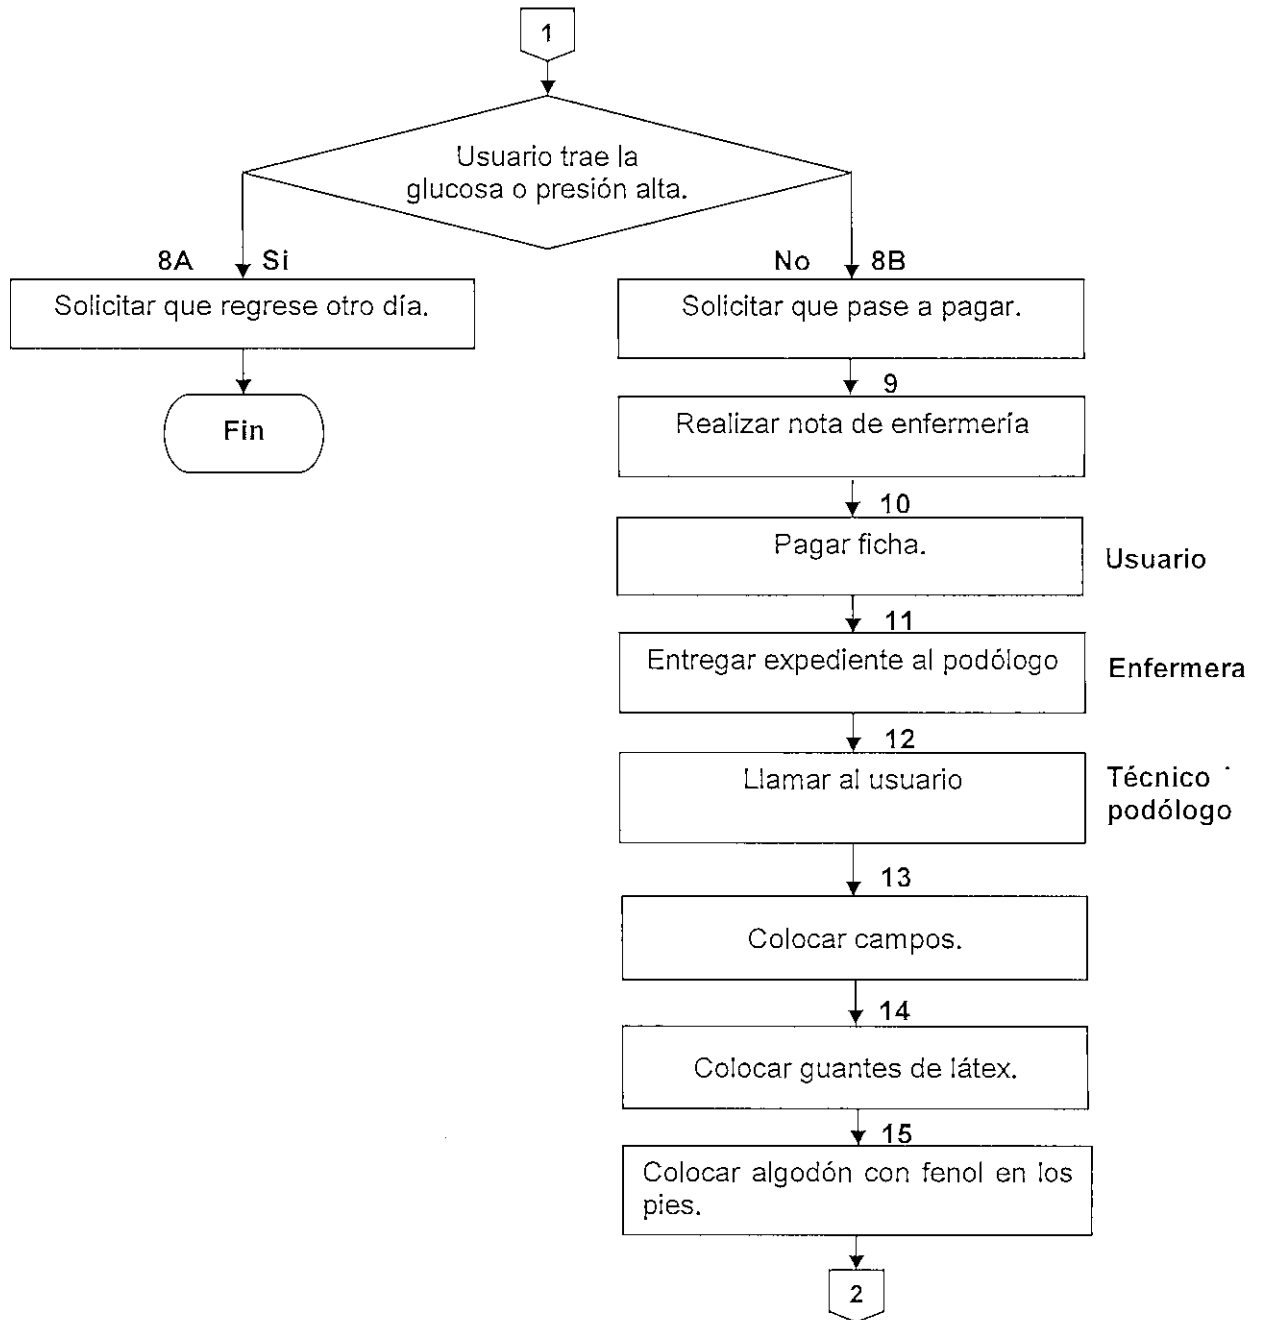 1
Usuario trae la
glucosa o presión alta.
8A Si
No 8B
Solicitar que regrese otro día.
Solicitar que pase a pagar.
Fin
9
Realizar nota de enfermería
10
Pagar ficha.
Usuario
11
Entregar expediente al podólogo
Enfermera
12
Llamar al usuario
Técnico
podólogo
13
Colocar campos.
14
Colocar guantes de látex.
15
Colocar algodón con fenol en los
pies.
2